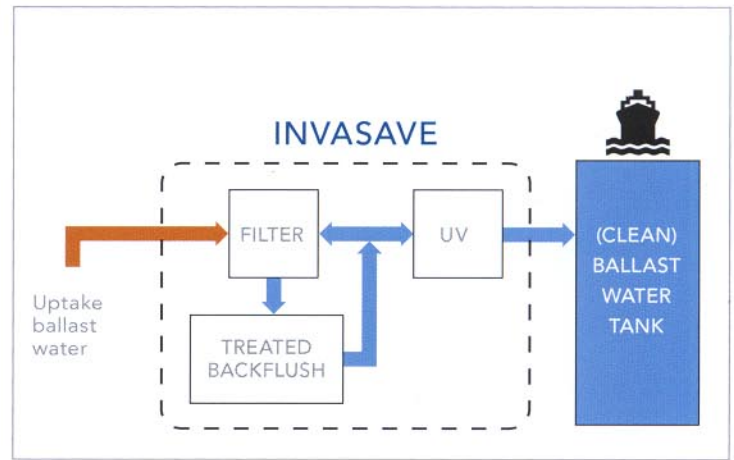 INVASAVE
FILTER
UV
Uptake
ballast
water
TREATED
BACKFLUSH
(CLEAN)
BALLAST
WATER
TANK